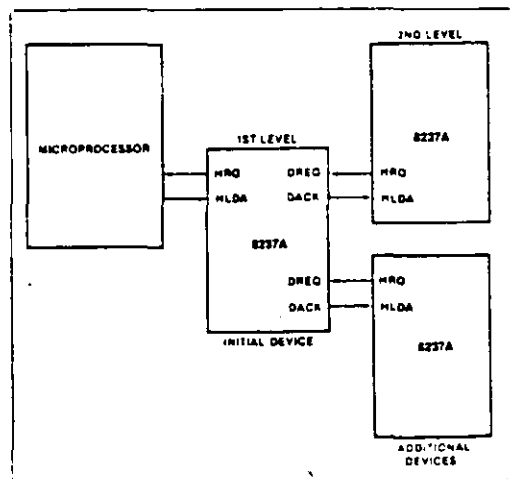 2ND LEVEL
8237A
MICROPROCESSOR
1ST LEVEL
HRQ
HLDA
DREQ
DACK
HRQ
HLDA
8237A
DREQ
DACK
HRQ
HLDA
8237A
INITIAL DEVICE
ADDITIONAL
DEVICES